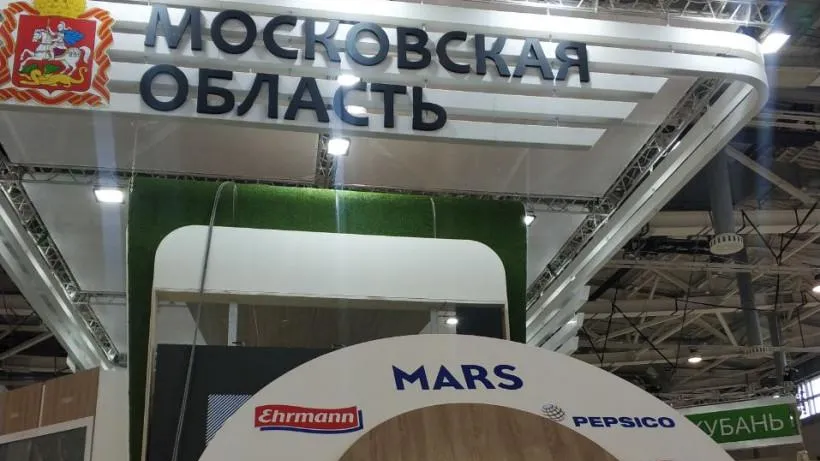 МОСКОВСКАЯ
ОБЛАСТЬ
MARS
Ehrmann
PEPSICO
КУБАНЬ